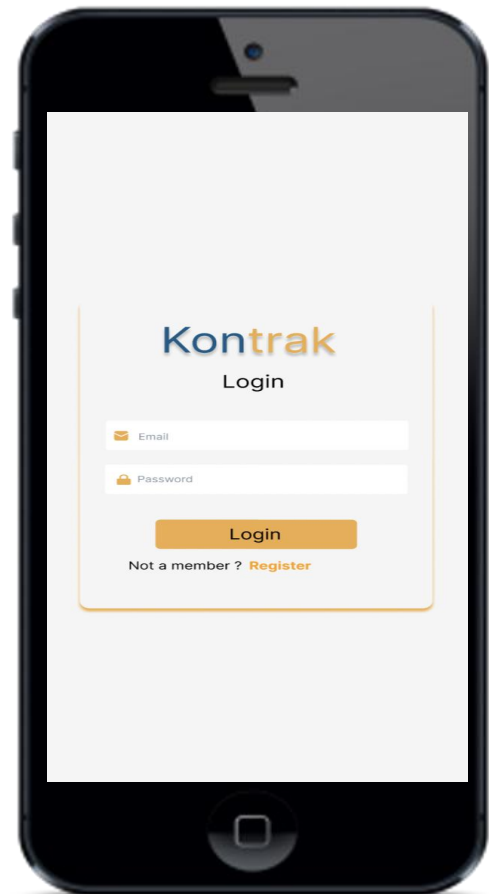 Kontrak
Login
Email
Password
Login
Not a member ? Register